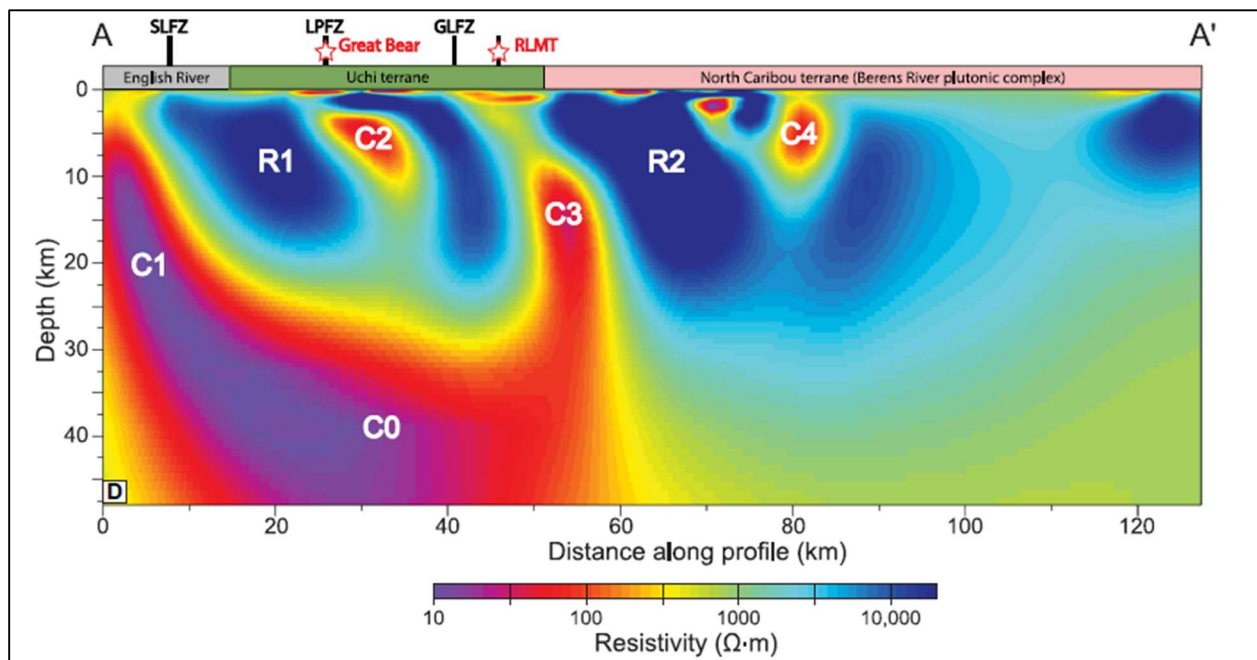 A SLFZ LPFZ GLFZ A'
Great Bear RLMT
English River Uchi terrane North Caribou terrane (Berens River plutonic complex)
0
C2 C4
R1 R2
10
C3
C1
20
30
C0
40
Depth (km)
D
0 20 40 60 80 100 120
Distance along profile (km)
10 100 1000 10,000
Resistivity (Ω·m)